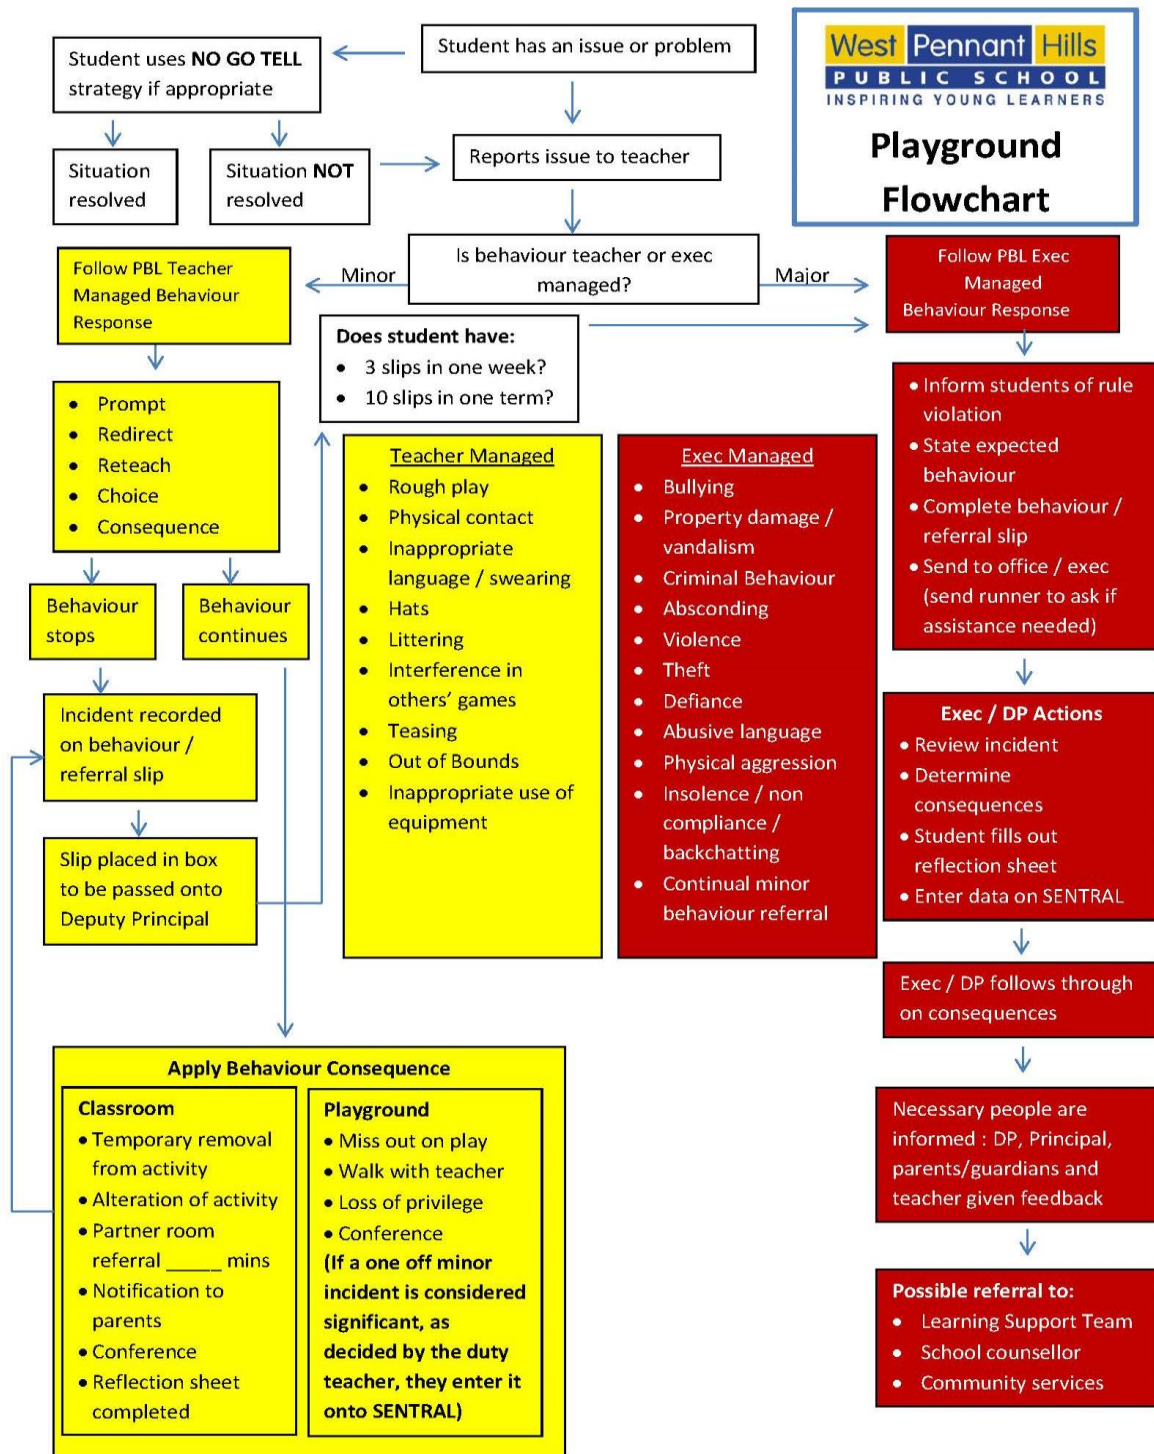 Student has an issue or problem
Student uses NO GO TELL
strategy if appropriate
West Pennant Hills
PUBLIC SCHOOL
INSPIRING YOUNG LEARNERS
Playground
Flowchart
Situation
resolved
Situation NOT
resolved
Reports issue to teacher
Is behaviour teacher or exec
managed?
Minor
Major
Follow PBL Teacher
Managed Behaviour
Response
Follow PBL Exec
Managed
Behaviour Response
Does student have:
• 3 slips in one week?
• 10 slips in one term?
• Prompt
• Redirect
• Reteach
• Choice
• Consequence
Behaviour
stops
Behaviour
continues
Incident recorded
on behaviour /
referral slip
Slip placed in box
to be passed onto
Deputy Principal
Teacher Managed
• Rough play
• Physical contact
• Inappropriate
language / swearing
• Hats
• Littering
• Interference in
others' games
• Teasing
• Out of Bounds
• Inappropriate use of
equipment
Exec Managed
• Bullying
• Property damage /
vandalism
• Criminal Behaviour
• Absconding
• Violence
• Theft
• Defiance
• Abusive language
• Physical aggression
• Insolence / non
compliance /
backchatting
• Continual minor
behaviour referral
• Inform students of rule
violation
• State expected
behaviour
• Complete behaviour /
referral slip
• Send to office / exec
(send runner to ask if
assistance needed)
Exec / DP Actions
• Review incident
• Determine
consequences
• Student fills out
reflection sheet
• Enter data on SENTRAL
Exec / DP follows through
on consequences
Necessary people are
informed : DP, Principal,
parents/guardians and
teacher given feedback
Possible referral to:
• Learning Support Team
• School counsellor
• Community services
Apply Behaviour Consequence
Classroom
• Temporary removal
from activity
• Alteration of activity
• Partner room
referral _____ mins
• Notification to
parents
• Conference
• Reflection sheet
completed
Playground
• Miss out on play
• Walk with teacher
• Loss of privilege
• Conference
(If a one off minor
incident is considered
significant, as
decided by the duty
teacher, they enter it
onto SENTRAL)